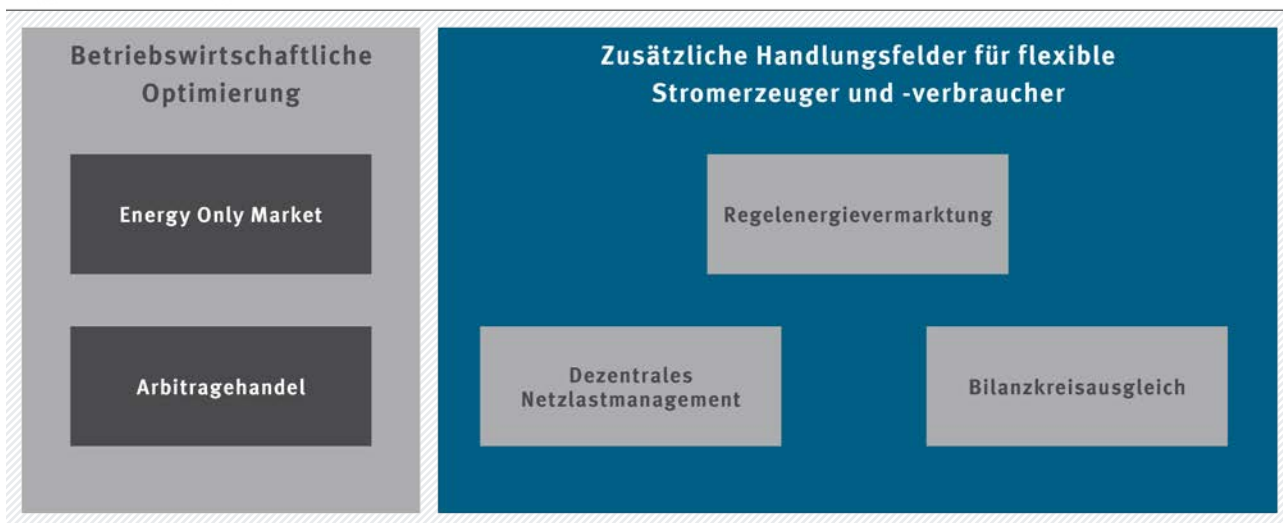 Betriebswirtschaftliche
Optimierung
Energy Only Market
Arbitragehandel
Zusätzliche Handlungsfelder für flexible
Stromerzeuger und -verbraucher
Regelenergievermarktung
Dezentrales
Netzlastmanagement
Bilanzkreisausgleich